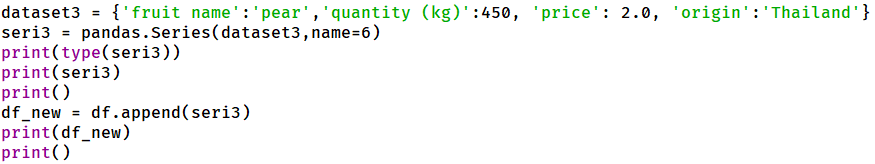 dataset3 = {'fruit name':'pear','quantity (kg)':450, 'price': 2.0, 'origin':'Thailand'}
seri3 = pandas.Series(dataset3,name=6)
print(type(seri3))
print(seri3)
print()
df_new = df.append(seri3)
print(df_new)
print()